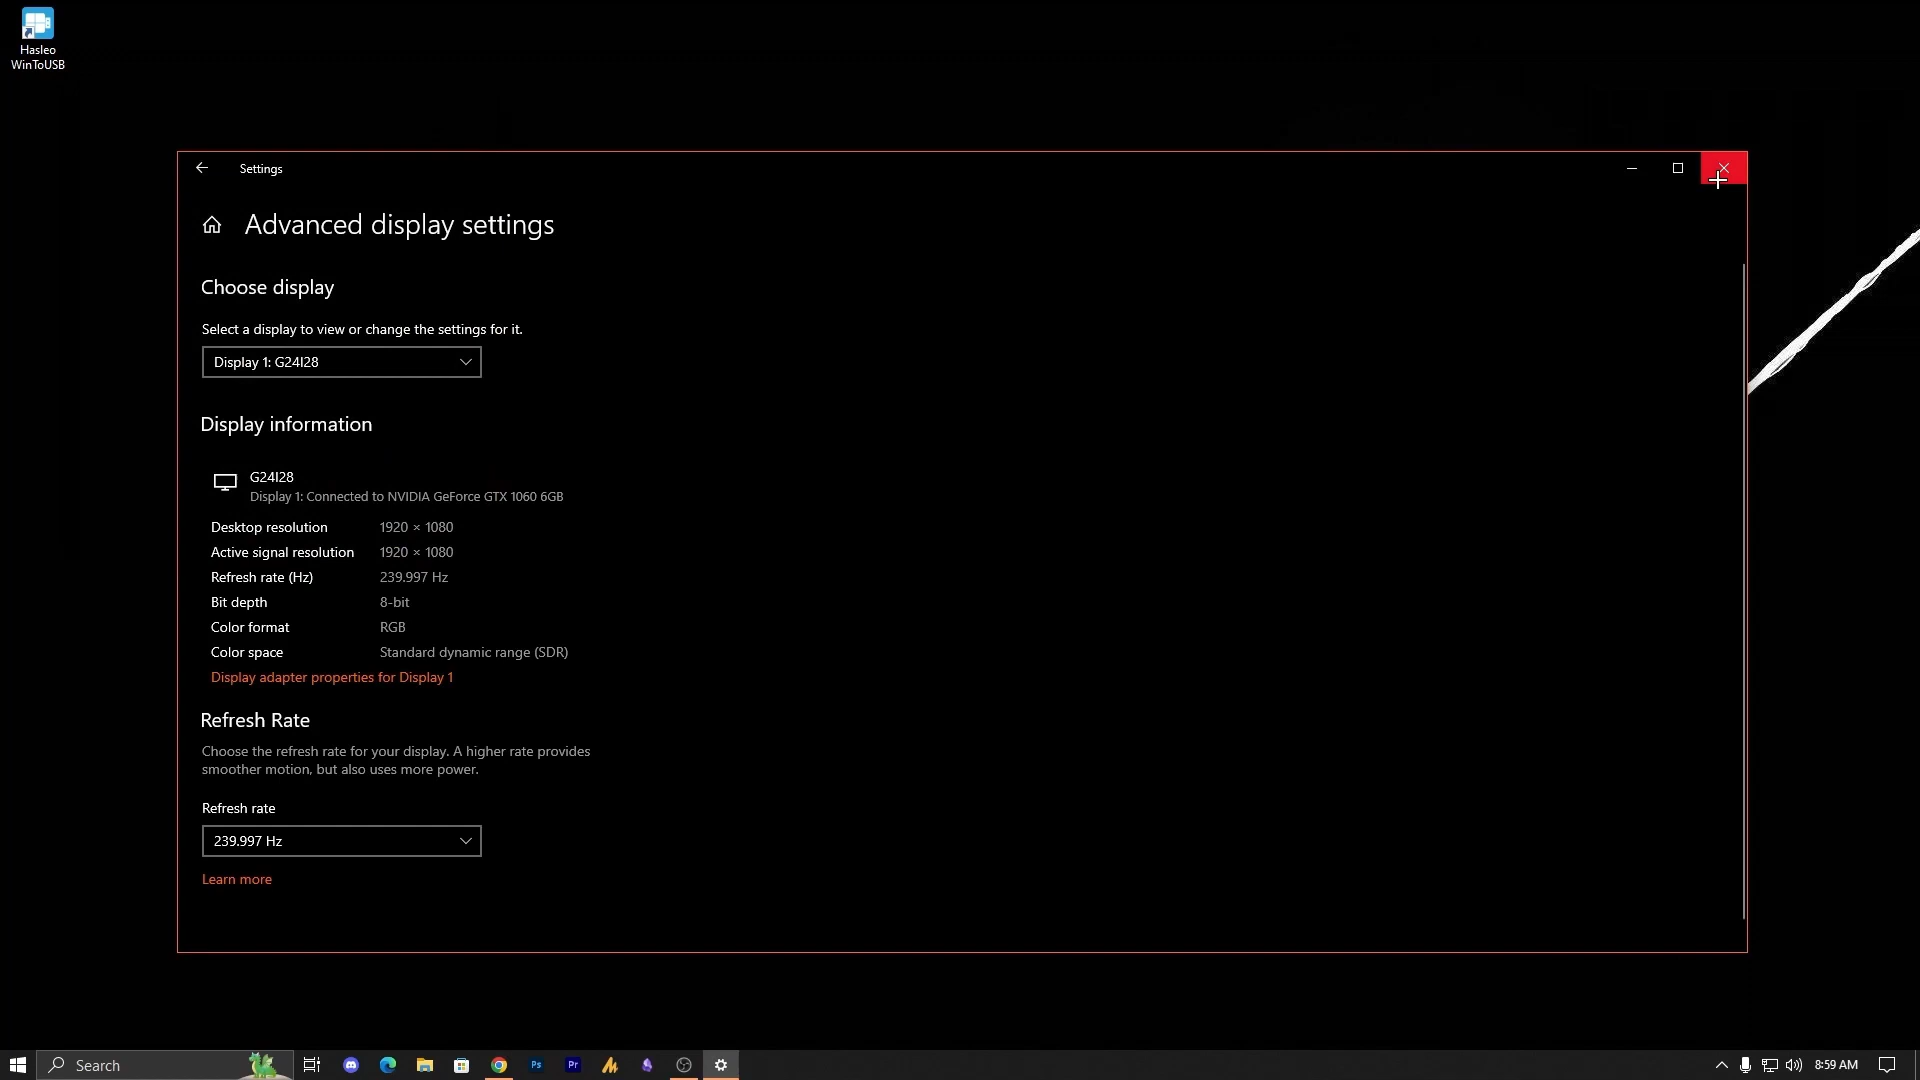 Hasleo
WinToUSB
Settings
Advanced display settings
Choose display
Select a display to view or change the settings for it.
Display 1: G24I28
Display information
G24I28
Display 1: Connected to NVIDIA GeForce GTX 1060 6GB
Desktop resolution 1920 × 1080
Active signal resolution 1920 × 1080
Refresh rate (Hz) 239.997 Hz
Bit depth 8-bit
Color format RGB
Color space Standard dynamic range (SDR)
Display adapter properties for Display 1
Refresh Rate
Choose the refresh rate for your display. A higher rate provides
smoother motion, but also uses more power.
Refresh rate
239.997 Hz
Learn more
Search
Ps
Pr
8:59 AM